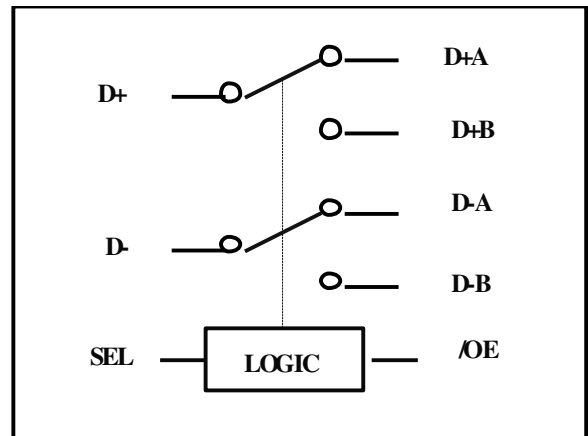 D+A
D+
D+B
D-A
D-
D-B
SEL
LOGIC
/OE